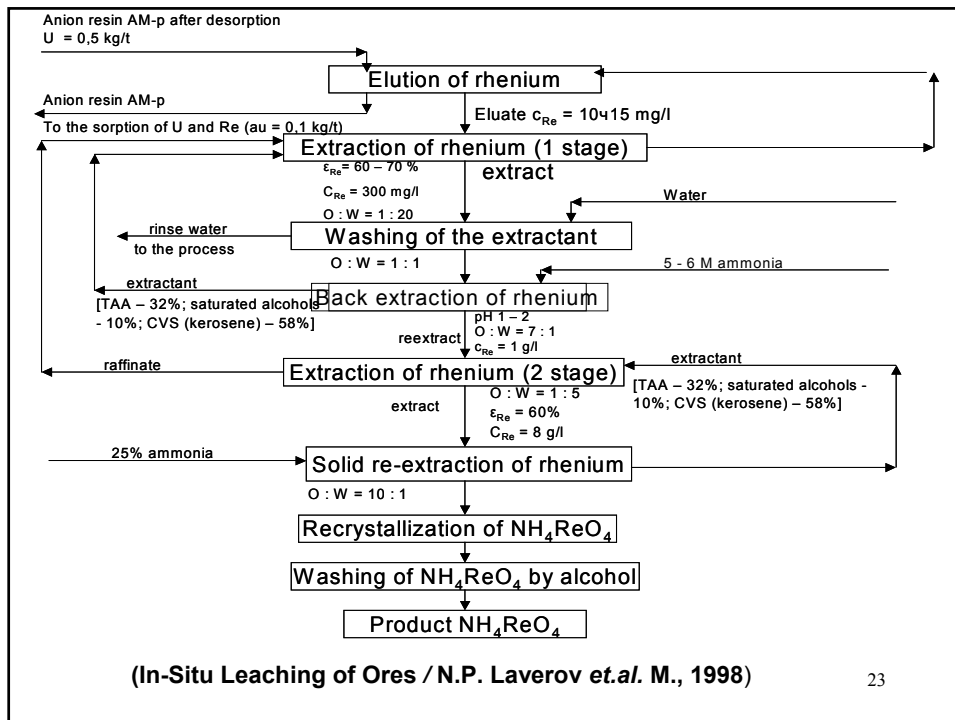 Anion resin AM-p after desorption
U = 0,5 kg/t
Elution of rhenium
Anion resin AM-p
Eluate c_Re = 10ч15 mg/l
To the sorption of U and Re (au = 0,1 kg/t)
Extraction of rhenium (1 stage)
ε_Re= 60 – 70 %
extract
C_Re = 300 mg/l
O : W = 1 : 20
Water
rinse water
to the process
Washing of the extractant
O : W = 1 : 1
5 - 6 M ammonia
extractant
Back extraction of rhenium
[TAA – 32%; saturated alcohols
- 10%; CVS (kerosene) – 58%]
pH 1 – 2
O : W = 7 : 1
reextract
c_Re = 1 g/l
raffinate
Extraction of rhenium (2 stage)
extractant
[TAA – 32%; saturated alcohols -
10%; CVS (kerosene) – 58%]
O : W = 1 : 5
extract
ε_Re = 60%
C_Re = 8 g/l
25% ammonia
Solid re-extraction of rhenium
O : W = 10 : 1
Recrystallization of NH₄ReO₄
Washing of NH₄ReO₄ by alcohol
Product NH₄ReO₄
(In-Situ Leaching of Ores / N.P. Laverov et.al. M., 1998)
23